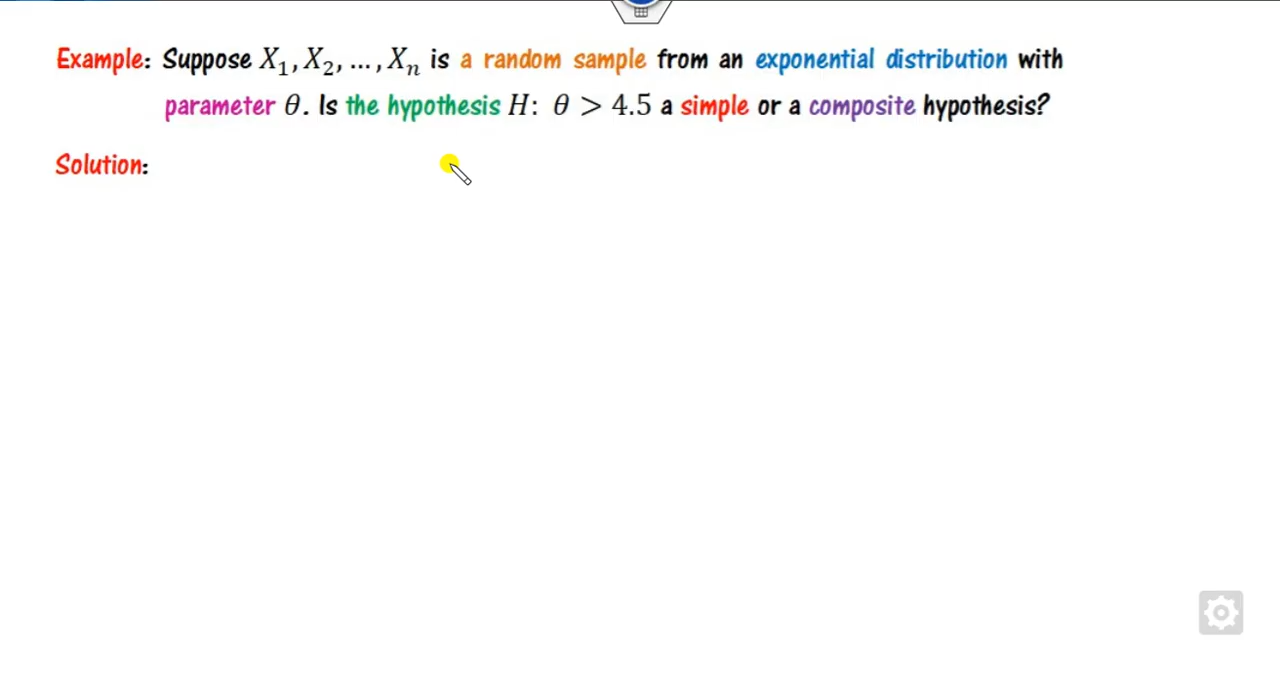 Example: Suppose X₁, X₂, … , Xₙ is a random sample from an exponential distribution with
parameter θ. Is the hypothesis H: θ > 4.5 a simple or a composite hypothesis?
Solution: